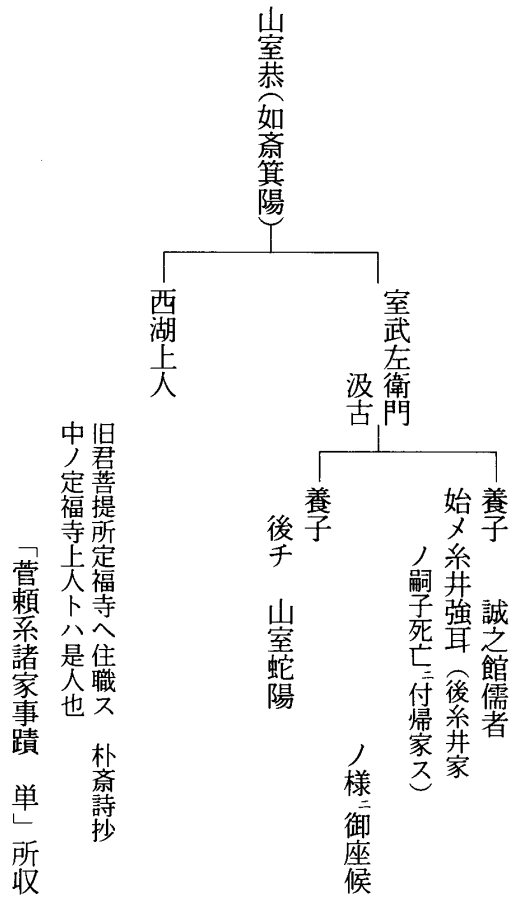 山室恭（如斎箕陽）
室武左衛門
汲古
養子　誠之館儒者
始メ糸井強耳（後糸井家
ノ嗣子死亡ニ付帰家ス）
養子
後チ　山室蛇陽
ノ様ニ御座候
西湖上人
旧君菩提所定福寺へ住職ス　朴斎詩抄
中ノ定福寺上人トハ是人也
「菅頼系諸家事蹟　単」所収